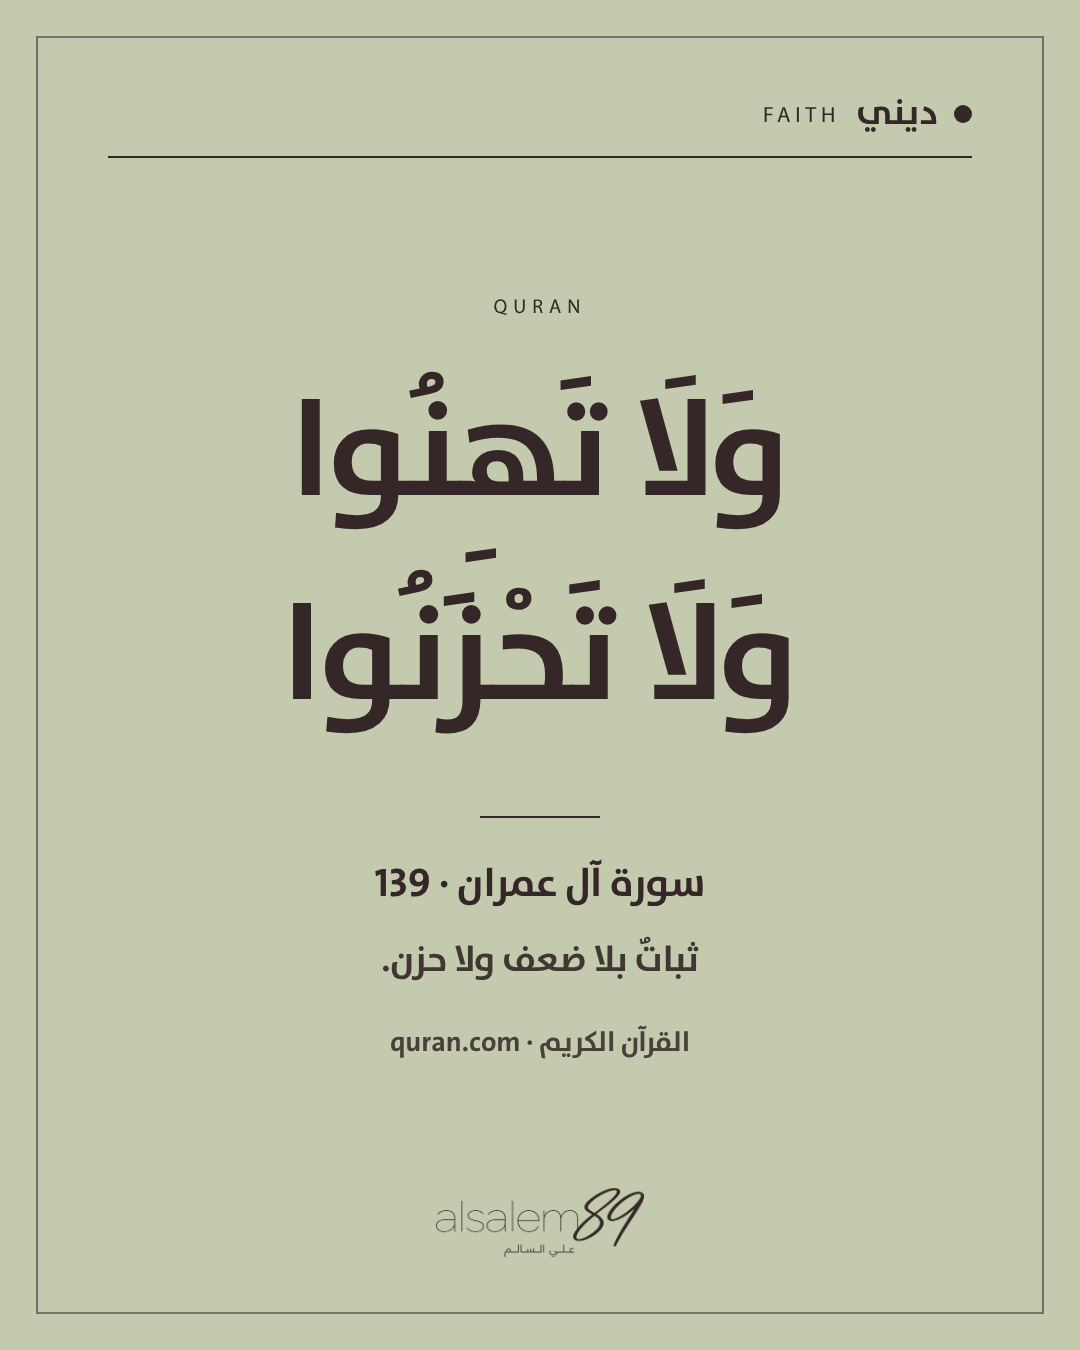 ديني FAITH
QURAN
وَلَا تَهِنُوا
وَلَا تَحْزَنُوا
سورة آل عمران · 139
ثباتٌ بلا ضعف ولا حزن.
القرآن الكريم · quran.com
alsalem89
علي السالم